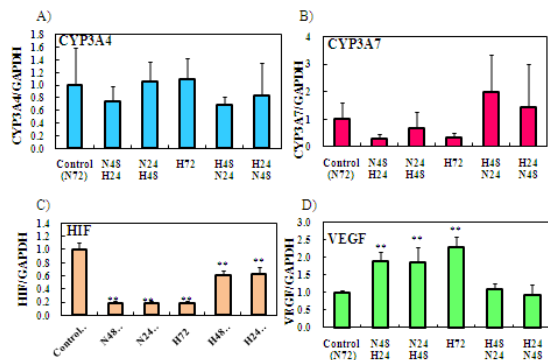 A)
CYP3A4
CYP3A4/GAPDH
1.8
1.6
1.4
1.2
1.0
0.8
0.6
0.4
0.2
0.0
Control N48 N24 H72 H48 H24
(N72) H24 H48 N24 N48
B)
CYP3A7
CYP3A7/GAPDH
4
3
2
1
0
Control N48 N24 H72 H48 H24
(N72) H24 H48 N24 N48
C)
HIF
HIF/GAPDH
1.4
1.2
1.0
0.8
0.6
0.4
0.2
0.0
** ** ** ** **
Control.. N48.. N24.. H72 H48.. H24..
D)
VEGF
VEGF/GAPDH
3.0
2.5
2.0
1.5
1.0
0.5
0.0
** ** **
Control N48 N24 H72 H48 H24
(N72) H24 H48 N24 N48